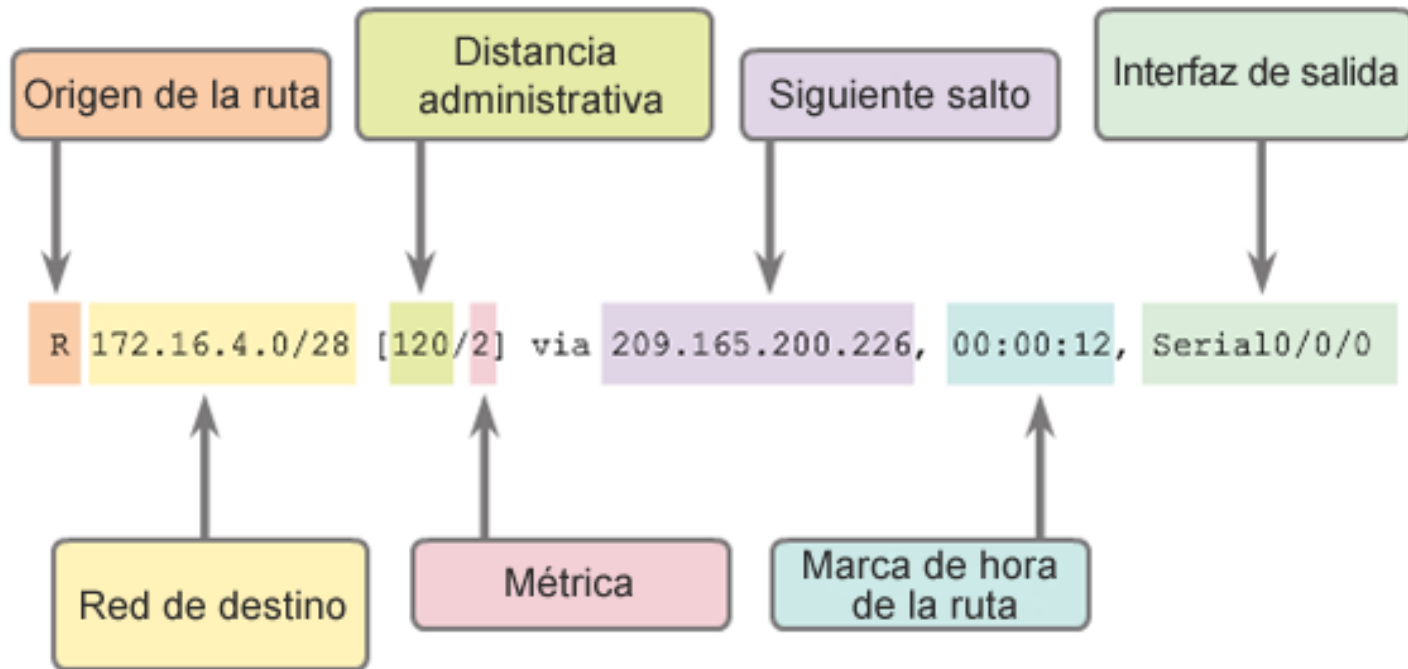 Origen de la ruta
Distancia
administrativa
Siguiente salto
Interfaz de salida
R 172.16.4.0/28 [120/2] via 209.165.200.226, 00:00:12, Serial0/0/0
Red de destino
Métrica
Marca de hora
de la ruta